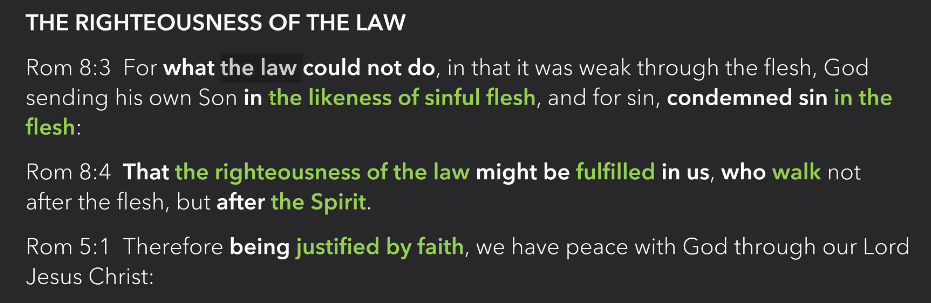 THE RIGHTEOUSNESS OF THE LAW
Rom 8:3  For what the law could not do, in that it was weak through the flesh, God
sending his own Son in the likeness of sinful flesh, and for sin, condemned sin in the
flesh:
Rom 8:4  That the righteousness of the law might be fulfilled in us, who walk not
after the flesh, but after the Spirit.
Rom 5:1  Therefore being justified by faith, we have peace with God through our Lord
Jesus Christ: